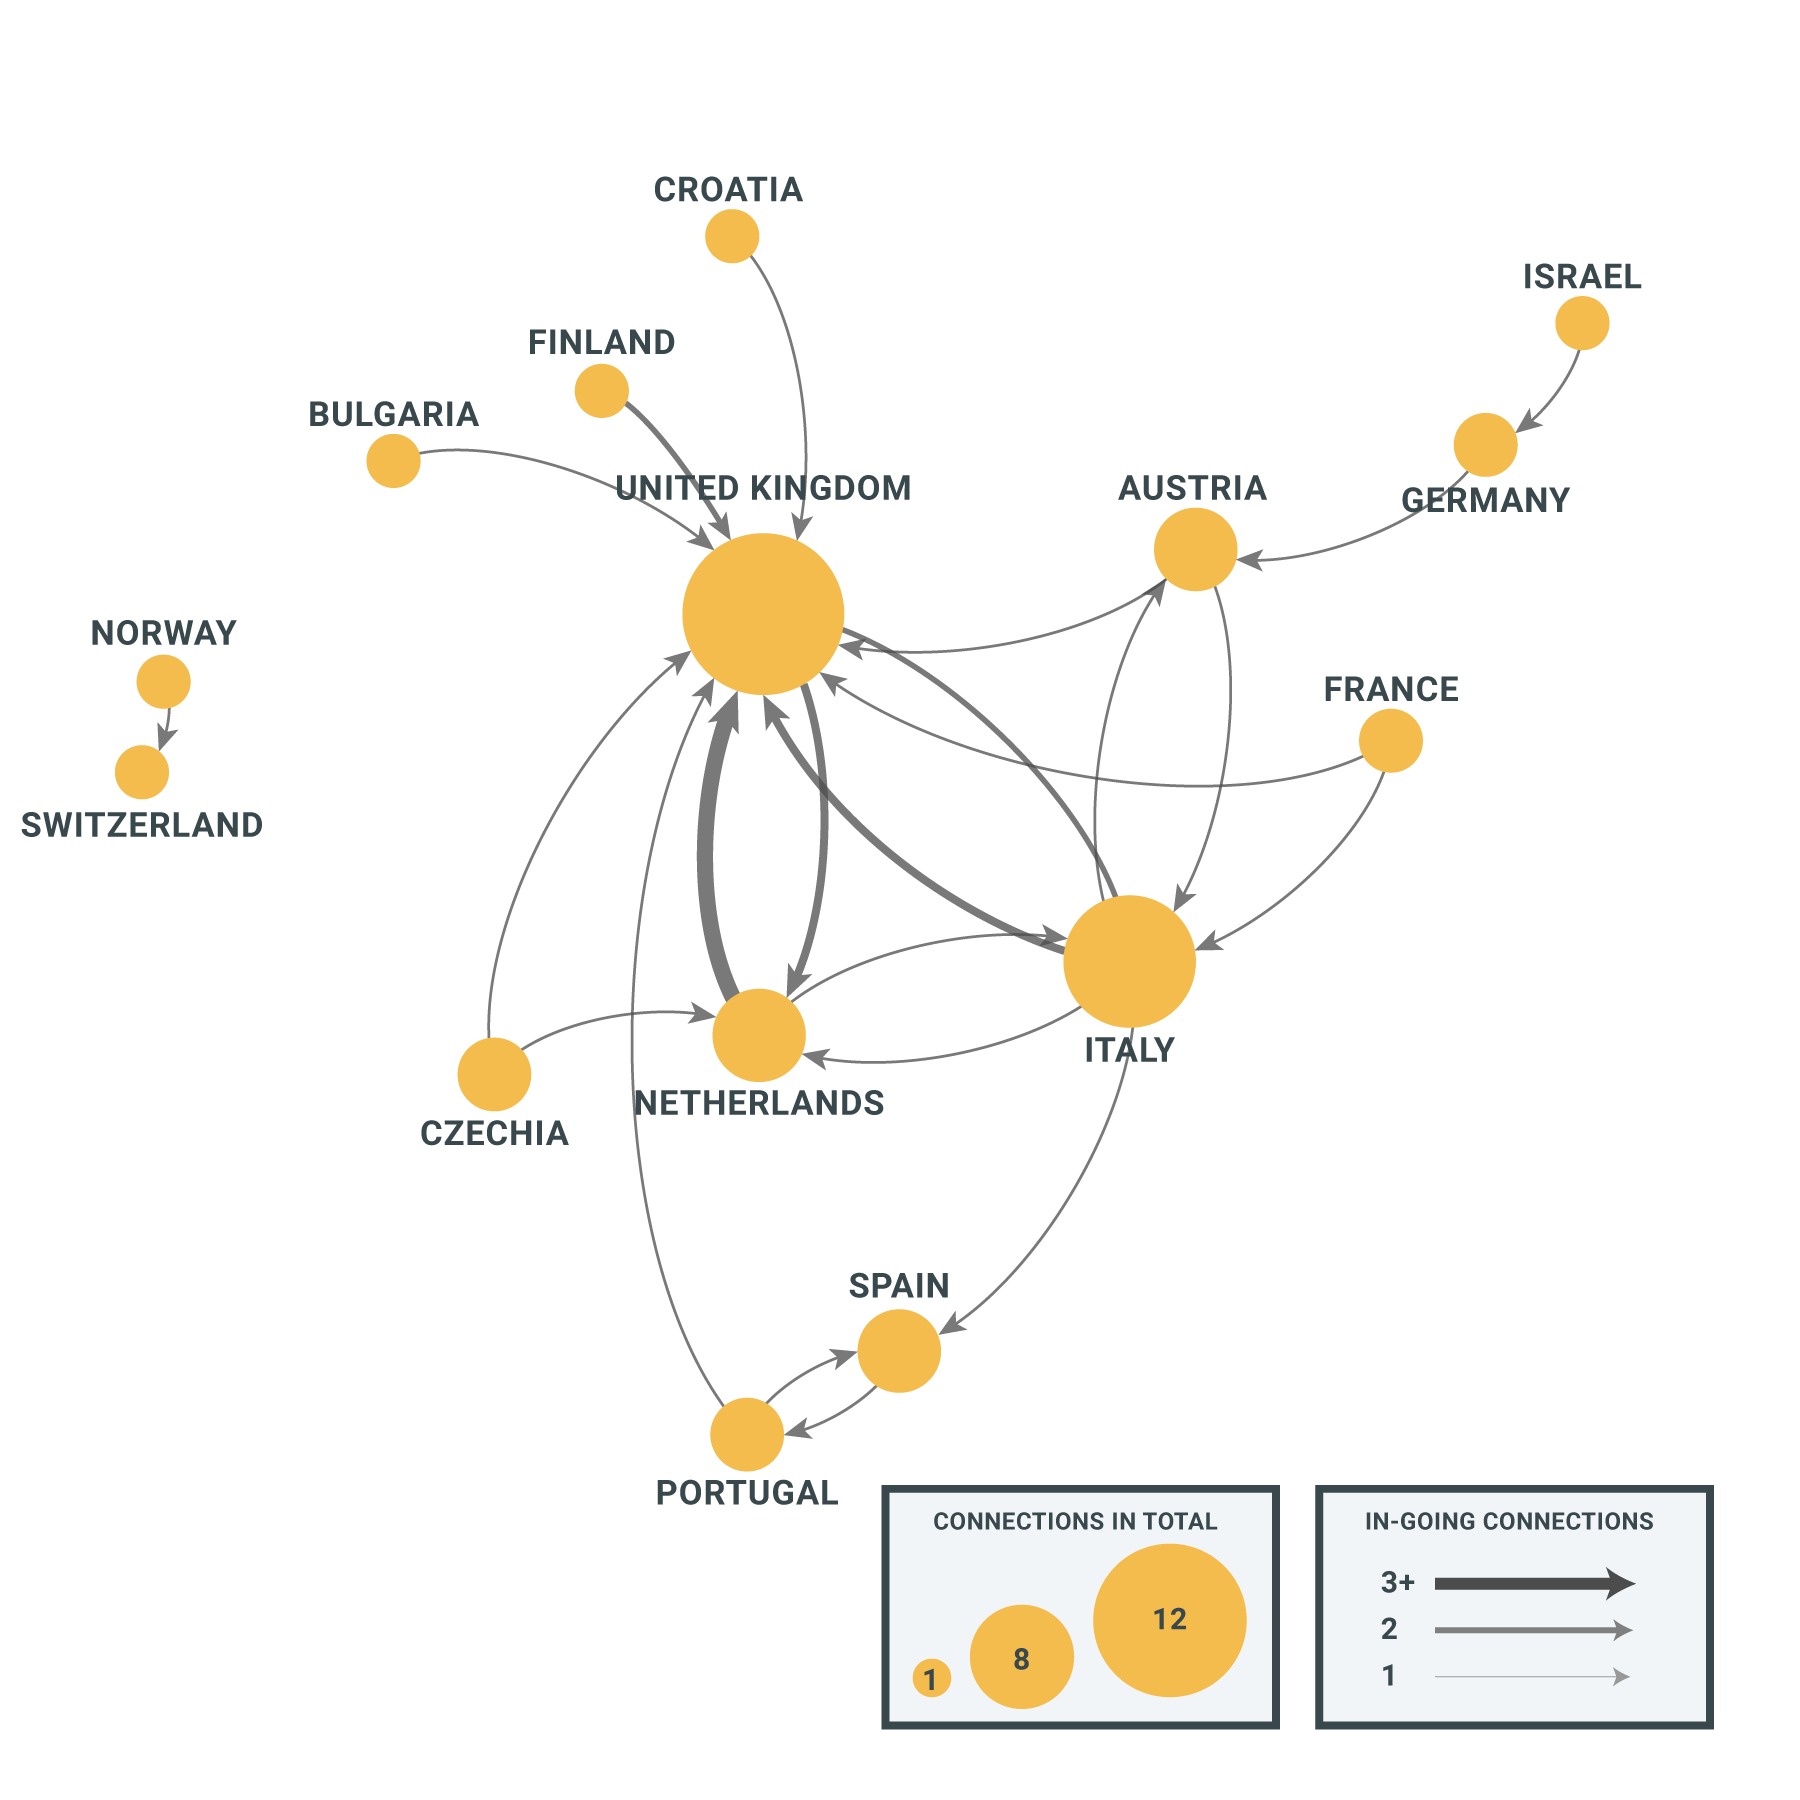 CROATIA
ISRAEL
FINLAND
BULGARIA
UNITED KINGDOM
AUSTRIA
GERMANY
NORWAY
FRANCE
SWITZERLAND
ITALY
NETHERLANDS
CZECHIA
SPAIN
PORTUGAL
CONNECTIONS IN TOTAL
1
8
12
IN-GOING CONNECTIONS
3+
2
1